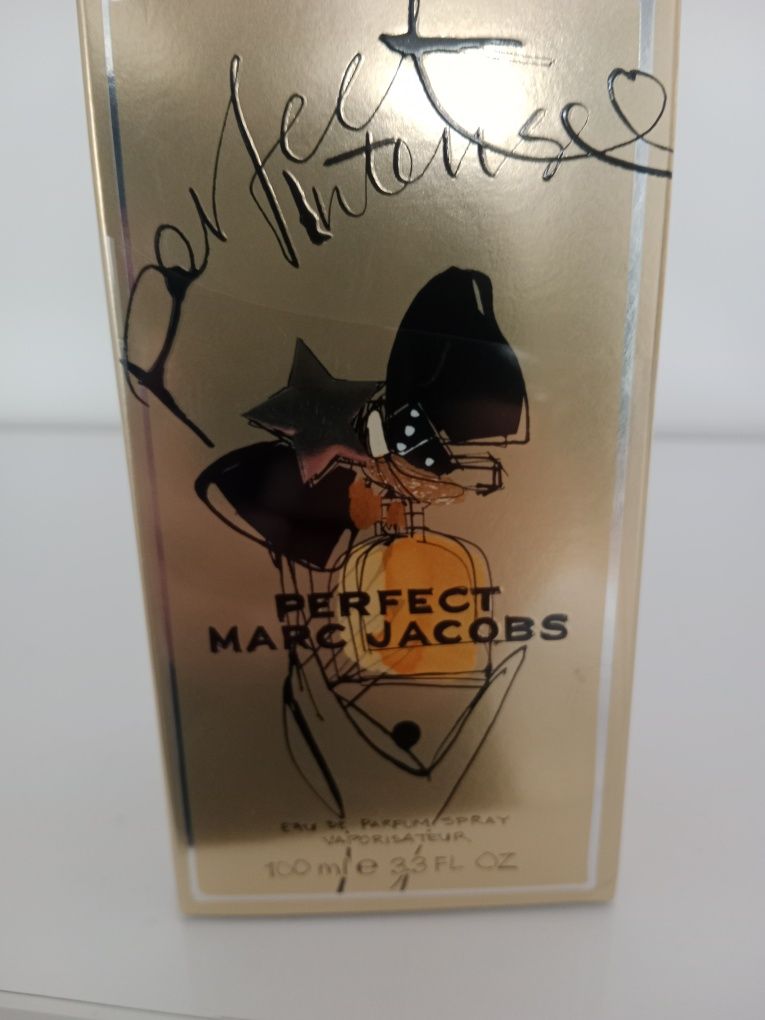 perfect
intense
PERFECT
MARC JACOBS
EAU DE PARFUM SPRAY
VAPORISATEUR
100 ml e 3.3 FL OZ